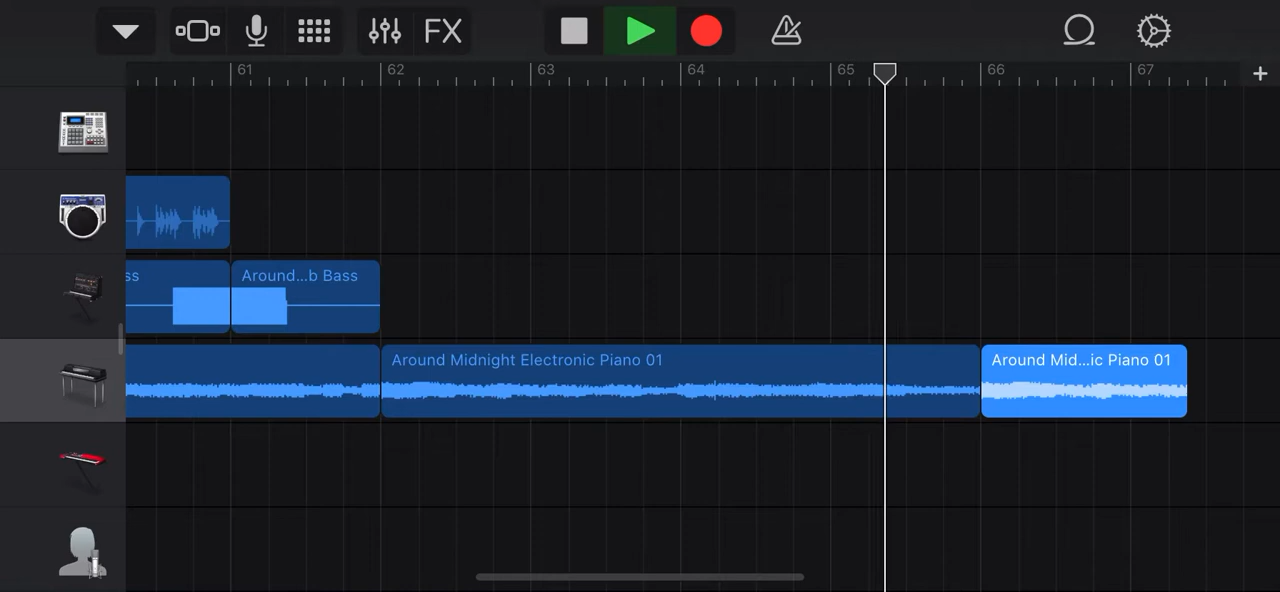 FX
61 62 63 64 65 66 67
ss
Around...b Bass
Around Midnight Electronic Piano 01
Around Mid...ic Piano 01